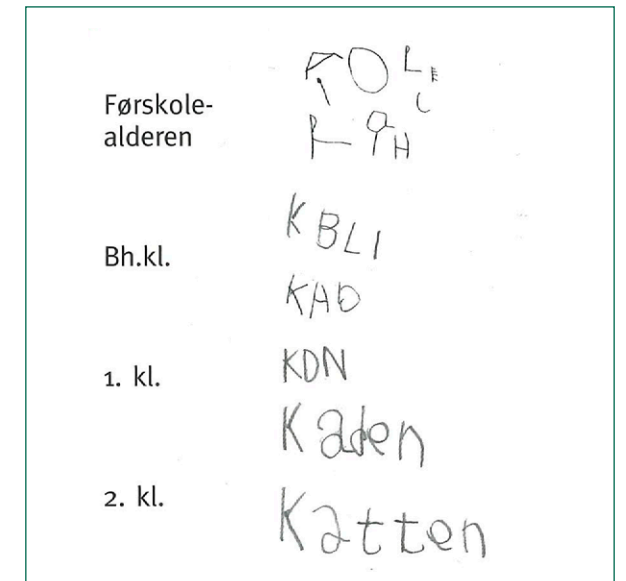 Førskole-
alderen
Bh.kl.
KBLI
KAD
1. kl.
KDN
Kaden
2. kl.
Katten